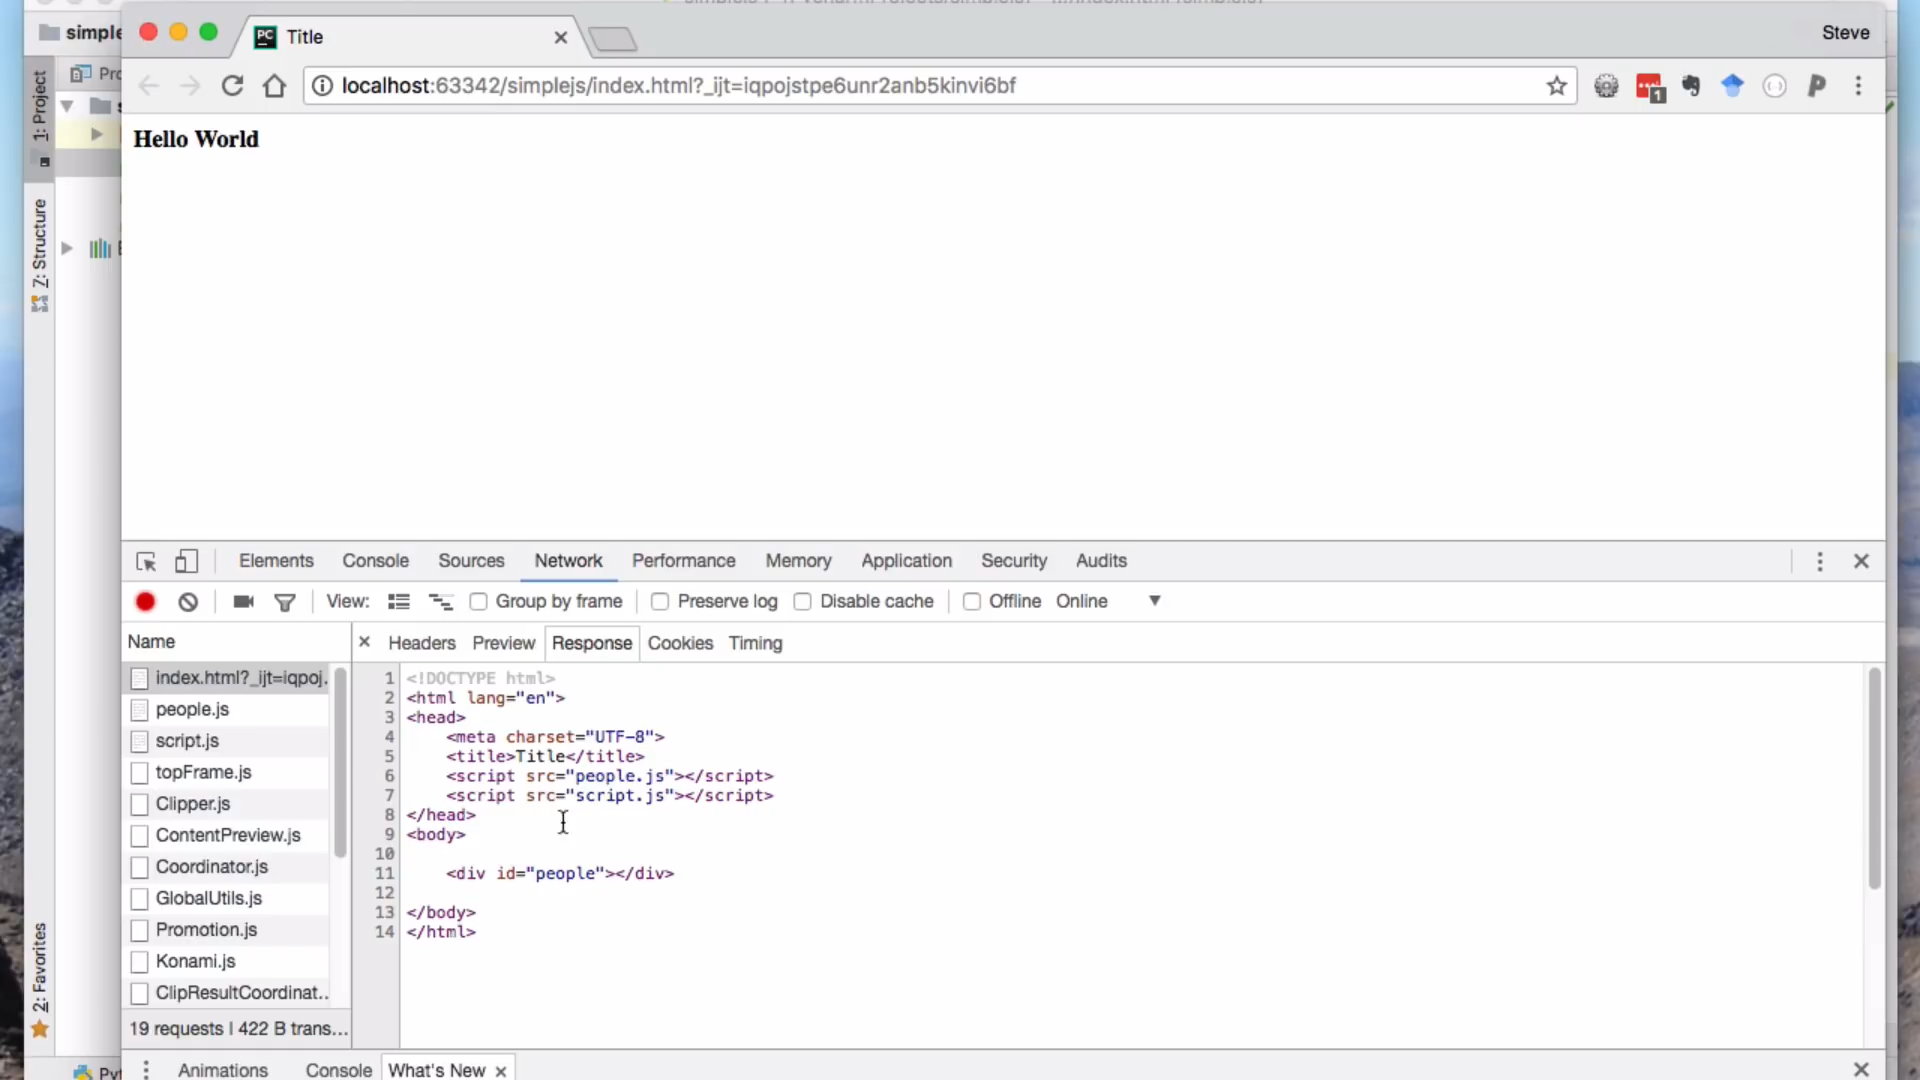 simple
Title
Steve
localhost:63342/simplejs/index.html?_ijt=iqpojstpe6unr2anb5kinvi6bf
1
1: Project
Z: Structure
2: Favorites
Hello World
Elements Console Sources Network Performance Memory Application Security Audits
View: Group by frame Preserve log Disable cache Offline Online
Name
Headers Preview Response Cookies Timing
index.html?_ijt=iqpoj.
people.js
script.js
topFrame.js
Clipper.js
ContentPreview.js
Coordinator.js
GlobalUtils.js
Promotion.js
Konami.js
ClipResultCoordinat..
19 requests | 422 B trans...
1 <!DOCTYPE html>
2 <html lang="en">
3 <head>
4 <meta charset="UTF-8">
5 <title>Title</title>
6 <script src="people.js"></script>
7 <script src="script.js"></script>
8 </head>
9 <body>
10
11 <div id="people"></div>
12
13 </body>
14 </html>
Animations Console What's New